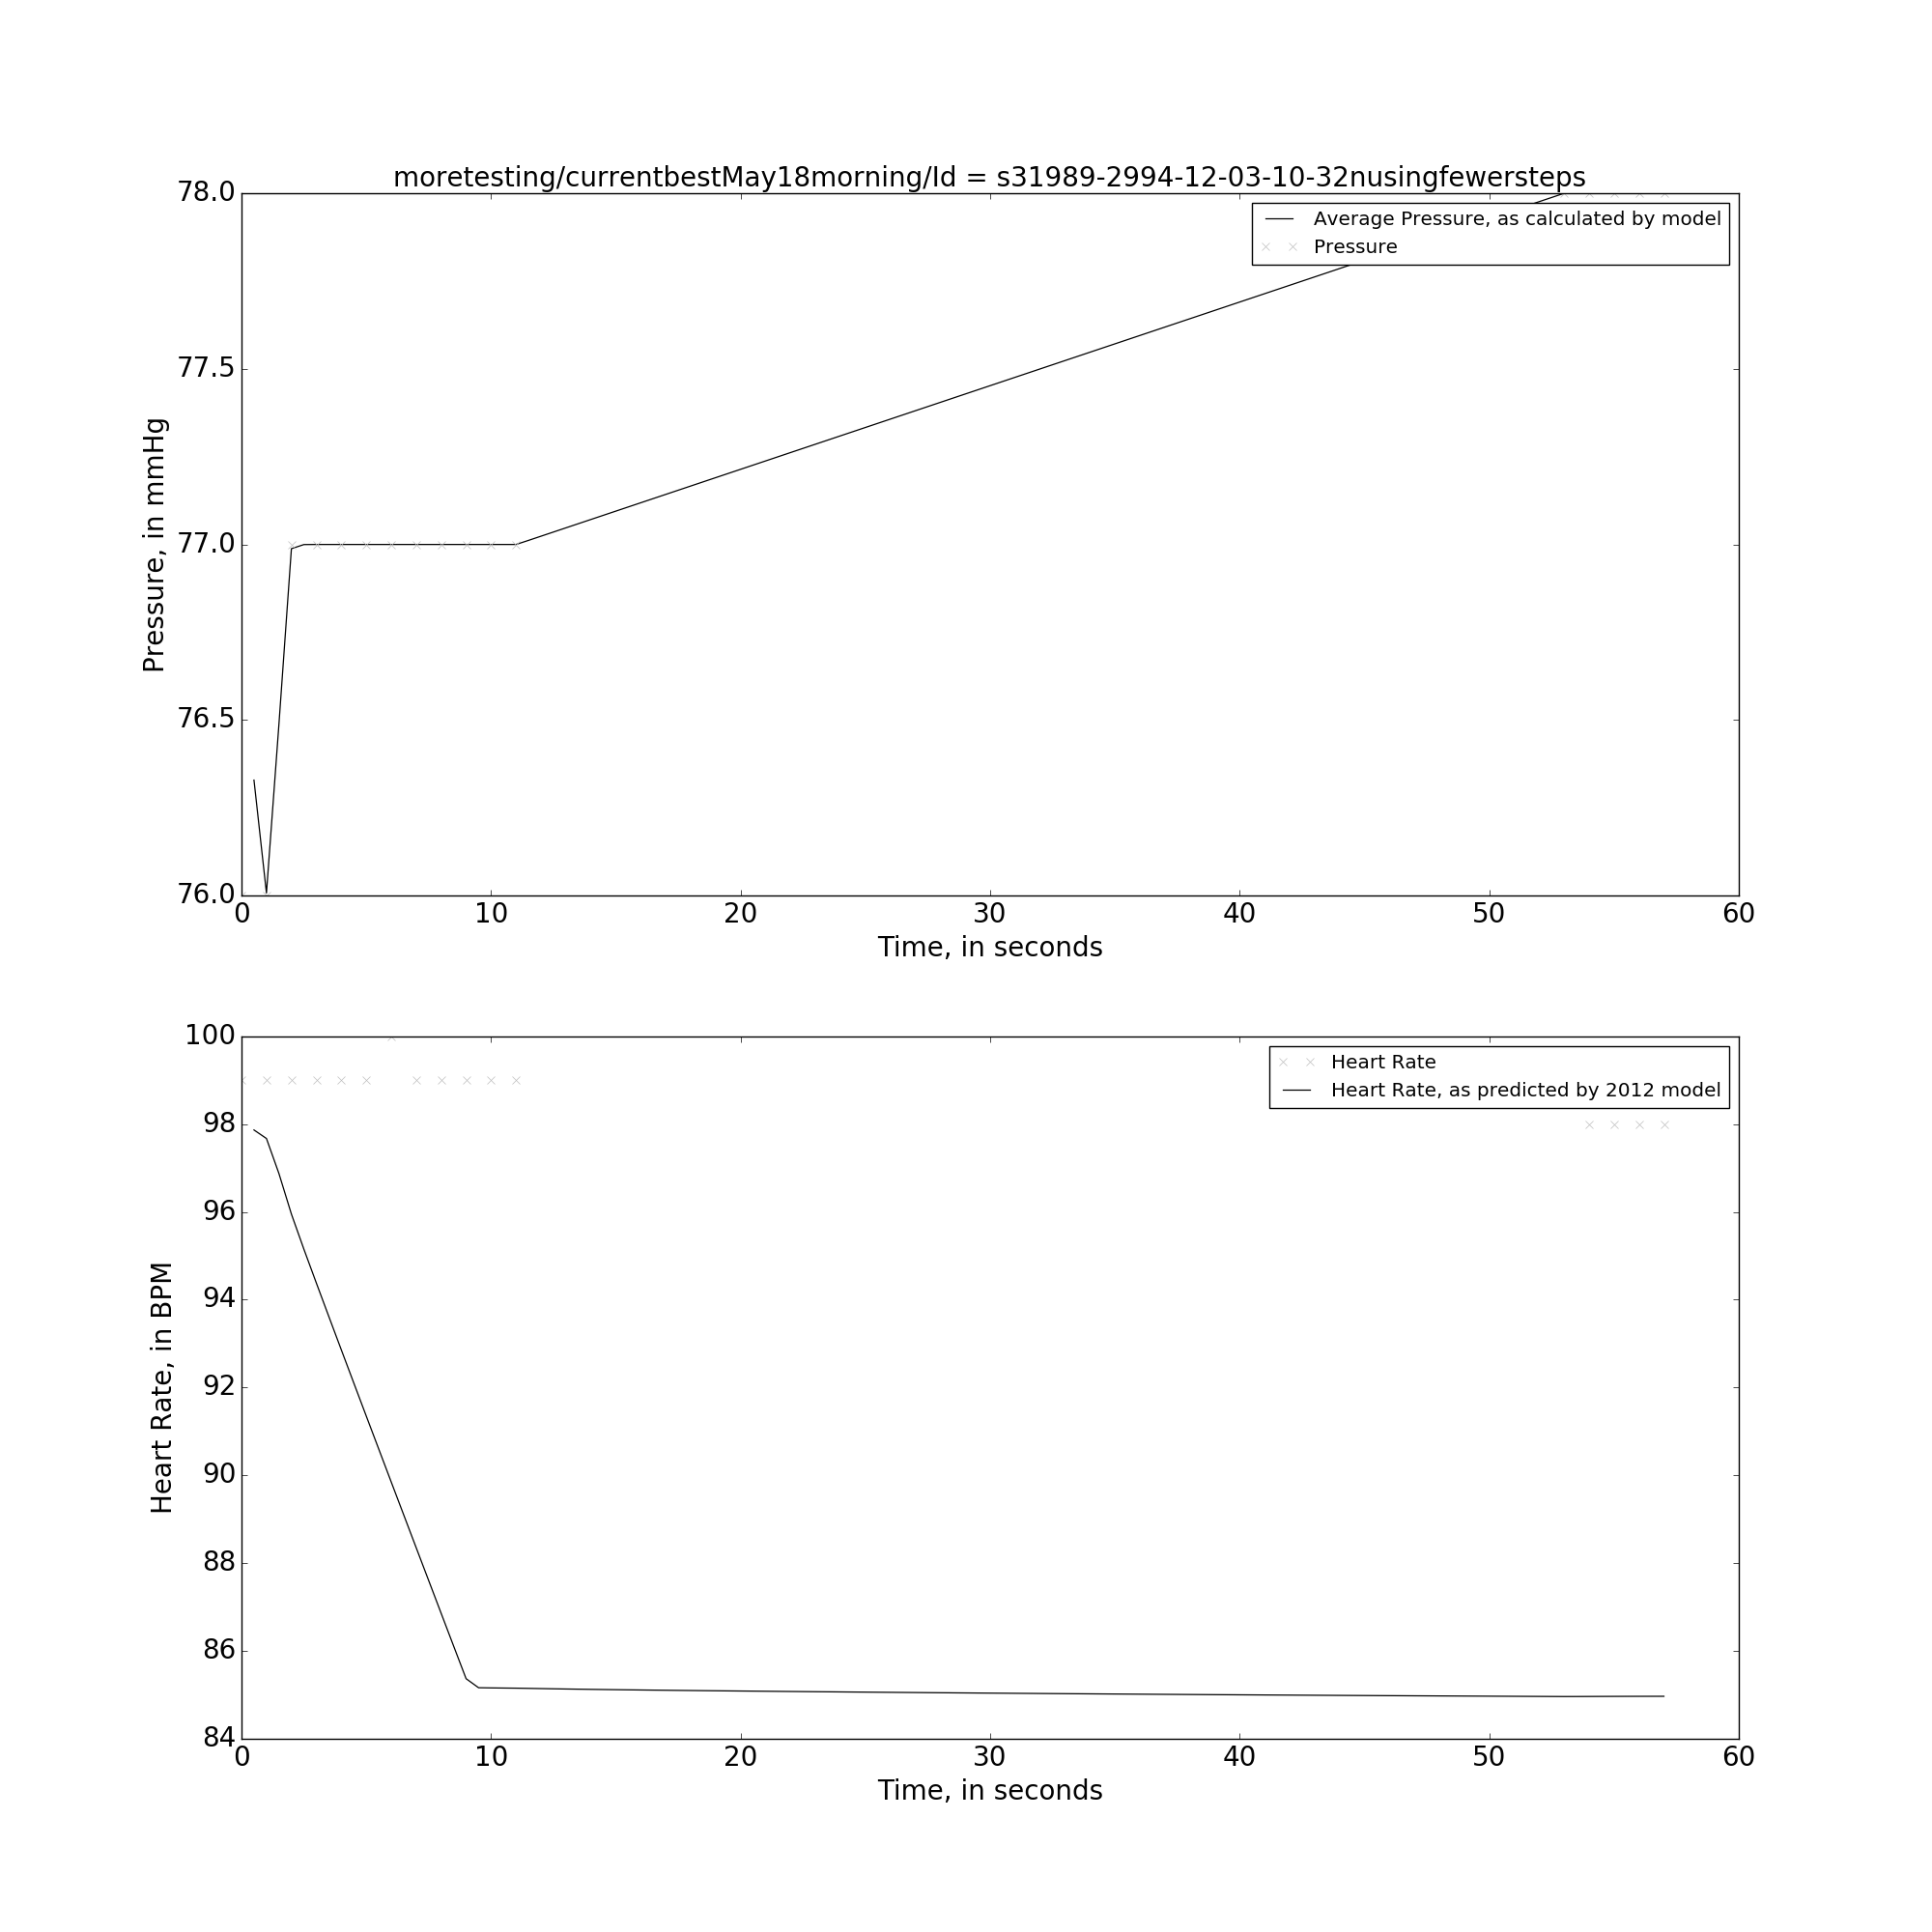 moretesting/currentbestMay18morning/Id = s31989-2994-12-03-10-32nusingfewersteps
78.0
77.5
77.0
76.5
76.0
Pressure, in mmHg
Average Pressure, as calculated by model
Pressure
0 10 20 30 40 50 60
Time, in seconds
100
98
96
94
92
90
88
86
84
Heart Rate, in BPM
Heart Rate
Heart Rate, as predicted by 2012 model
0 10 20 30 40 50 60
Time, in seconds